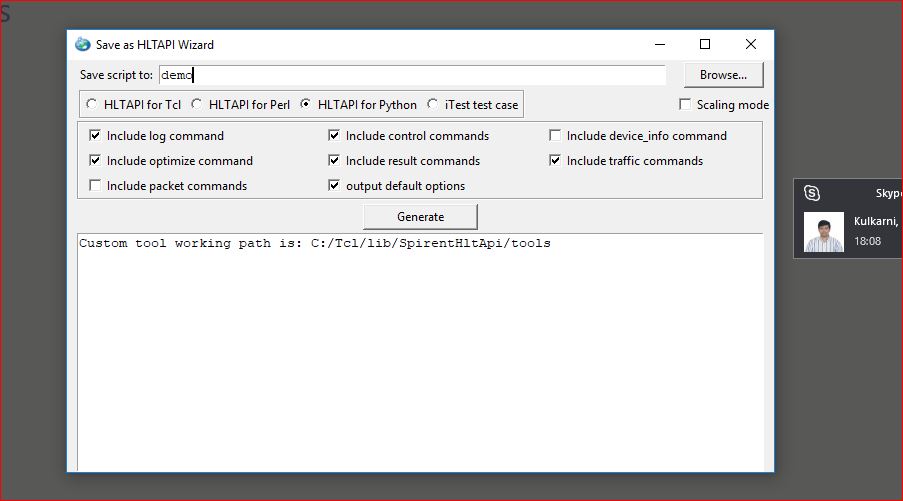 S
Save as HLTAPI Wizard
Save script to: demo Browse...
HLTAPI for Tcl HLTAPI for Perl HLTAPI for Python iTest test case Scaling mode
Include log command Include control commands Include device_info command
Include optimize command Include result commands Include traffic commands
Include packet commands output default options
Generate
Custom tool working path is: C:/Tcl/lib/SpirentHltApi/tools
Kulkarni,
18:08